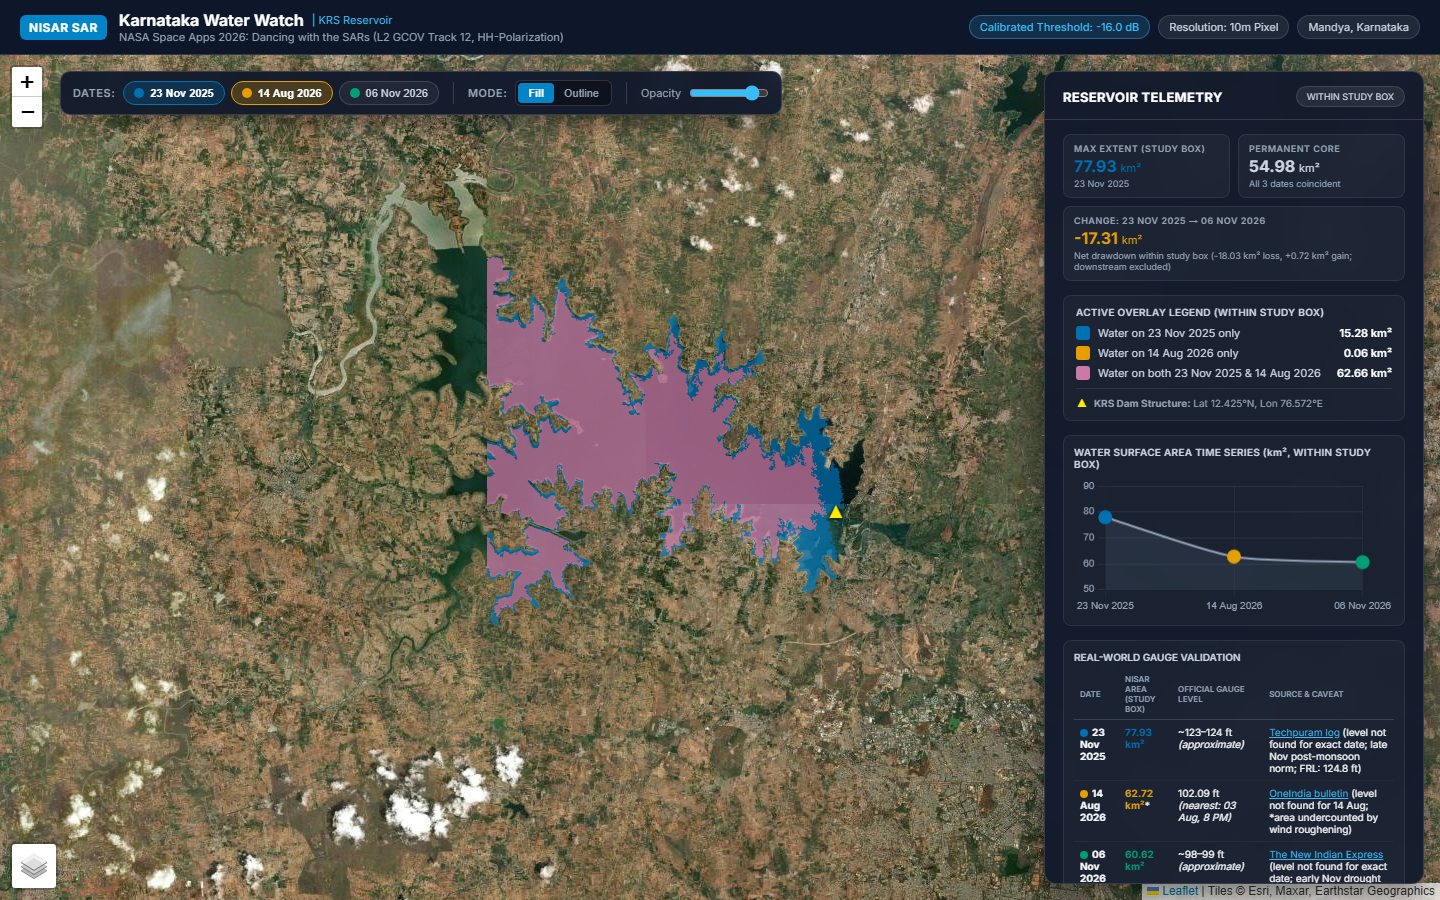 NISAR SAR
Karnataka Water Watch | KRS Reservoir
NASA Space Apps 2026: Dancing with the SARs (L2 GCOV Track 12, HH-Polarization)
Calibrated Threshold: -16.0 dB
Resolution: 10m Pixel
Mandya, Karnataka
+
−
DATES: 23 Nov 2025 14 Aug 2026 06 Nov 2026 MODE: Fill Outline Opacity
RESERVOIR TELEMETRY
WITHIN STUDY BOX
MAX EXTENT (STUDY BOX)
77.93 km²
23 Nov 2025
PERMANENT CORE
54.98 km²
All 3 dates coincident
CHANGE: 23 NOV 2025 → 06 NOV 2026
-17.31 km²
Net drawdown within study box (-18.03 km² loss, +0.72 km² gain;
downstream excluded)
ACTIVE OVERLAY LEGEND (WITHIN STUDY BOX)
Water on 23 Nov 2025 only 15.28 km²
Water on 14 Aug 2026 only 0.06 km²
Water on both 23 Nov 2025 & 14 Aug 2026 62.66 km²
KRS Dam Structure: Lat 12.425°N, Lon 76.572°E
WATER SURFACE AREA TIME SERIES (km², WITHIN STUDY
BOX)
90
80
70
60
50
23 Nov 2025 14 Aug 2026 06 Nov 2026
REAL-WORLD GAUGE VALIDATION
DATE
NISAR
AREA
(STUDY
BOX)
OFFICIAL GAUGE
LEVEL
SOURCE & CAVEAT
23
Nov
2025
77.93
km²
~123–124 ft
(approximate)
Techpuram log (level not
found for exact date; late
Nov post-monsoon
norm; FRL: 124.8 ft)
14
Aug
2026
62.72
km²*
102.09 ft
(nearest: 03
Aug, 8 PM)
OneIndia bulletin (level
not found for 14 Aug;
*area undercounted by
wind roughening)
06
Nov
2026
60.62
km²
~98–99 ft
(approximate)
The New Indian Express
(level not found for exact
date; early Nov drought
Leaflet | Tiles © Esri, Maxar, Earthstar Geographics